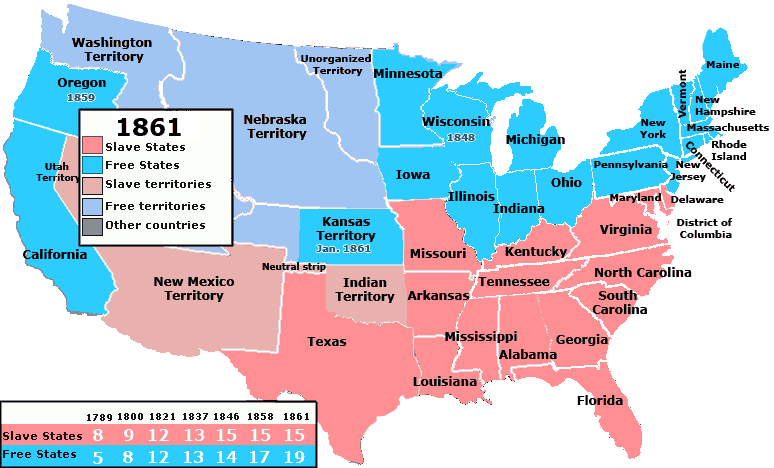 Washington
Territory
Oregon
1859
Unorganized
Territory
Minnesota
Maine
Vermont
New
Hampshire
Massachusetts
Rhode
Island
Connecticut
New
York
Wisconsin
1848
Michigan
Nebraska
Territory
1861
Slave States
Free States
Slave territories
Free territories
Other countries
Utah
Territory
Iowa
Illinois
Indiana
Ohio
Pennsylvania
New
Jersey
Maryland
Delaware
District of
Columbia
Virginia
California
Kansas
Territory
Jan. 1861
Missouri
Kentucky
Neutral strip
New Mexico
Territory
Indian
Territory
Arkansas
Tennessee
North Carolina
South
Carolina
Texas
Mississippi
Alabama
Georgia
Louisiana
Florida
1789 1800 1821 1837 1846 1858 1861
Slave States 8 9 12 13 15 15 15
Free States 5 8 12 13 14 17 19